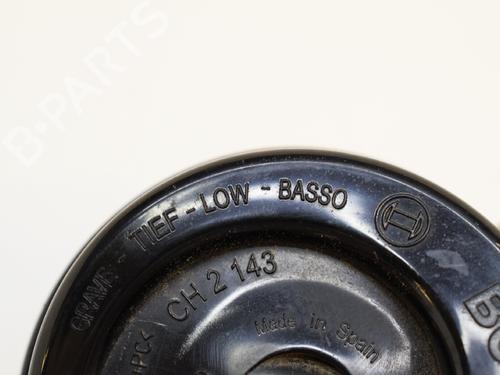 B-PARTS
GRAVE - TIEF - LOW - BASSO
CH 2 143
Made in Spain